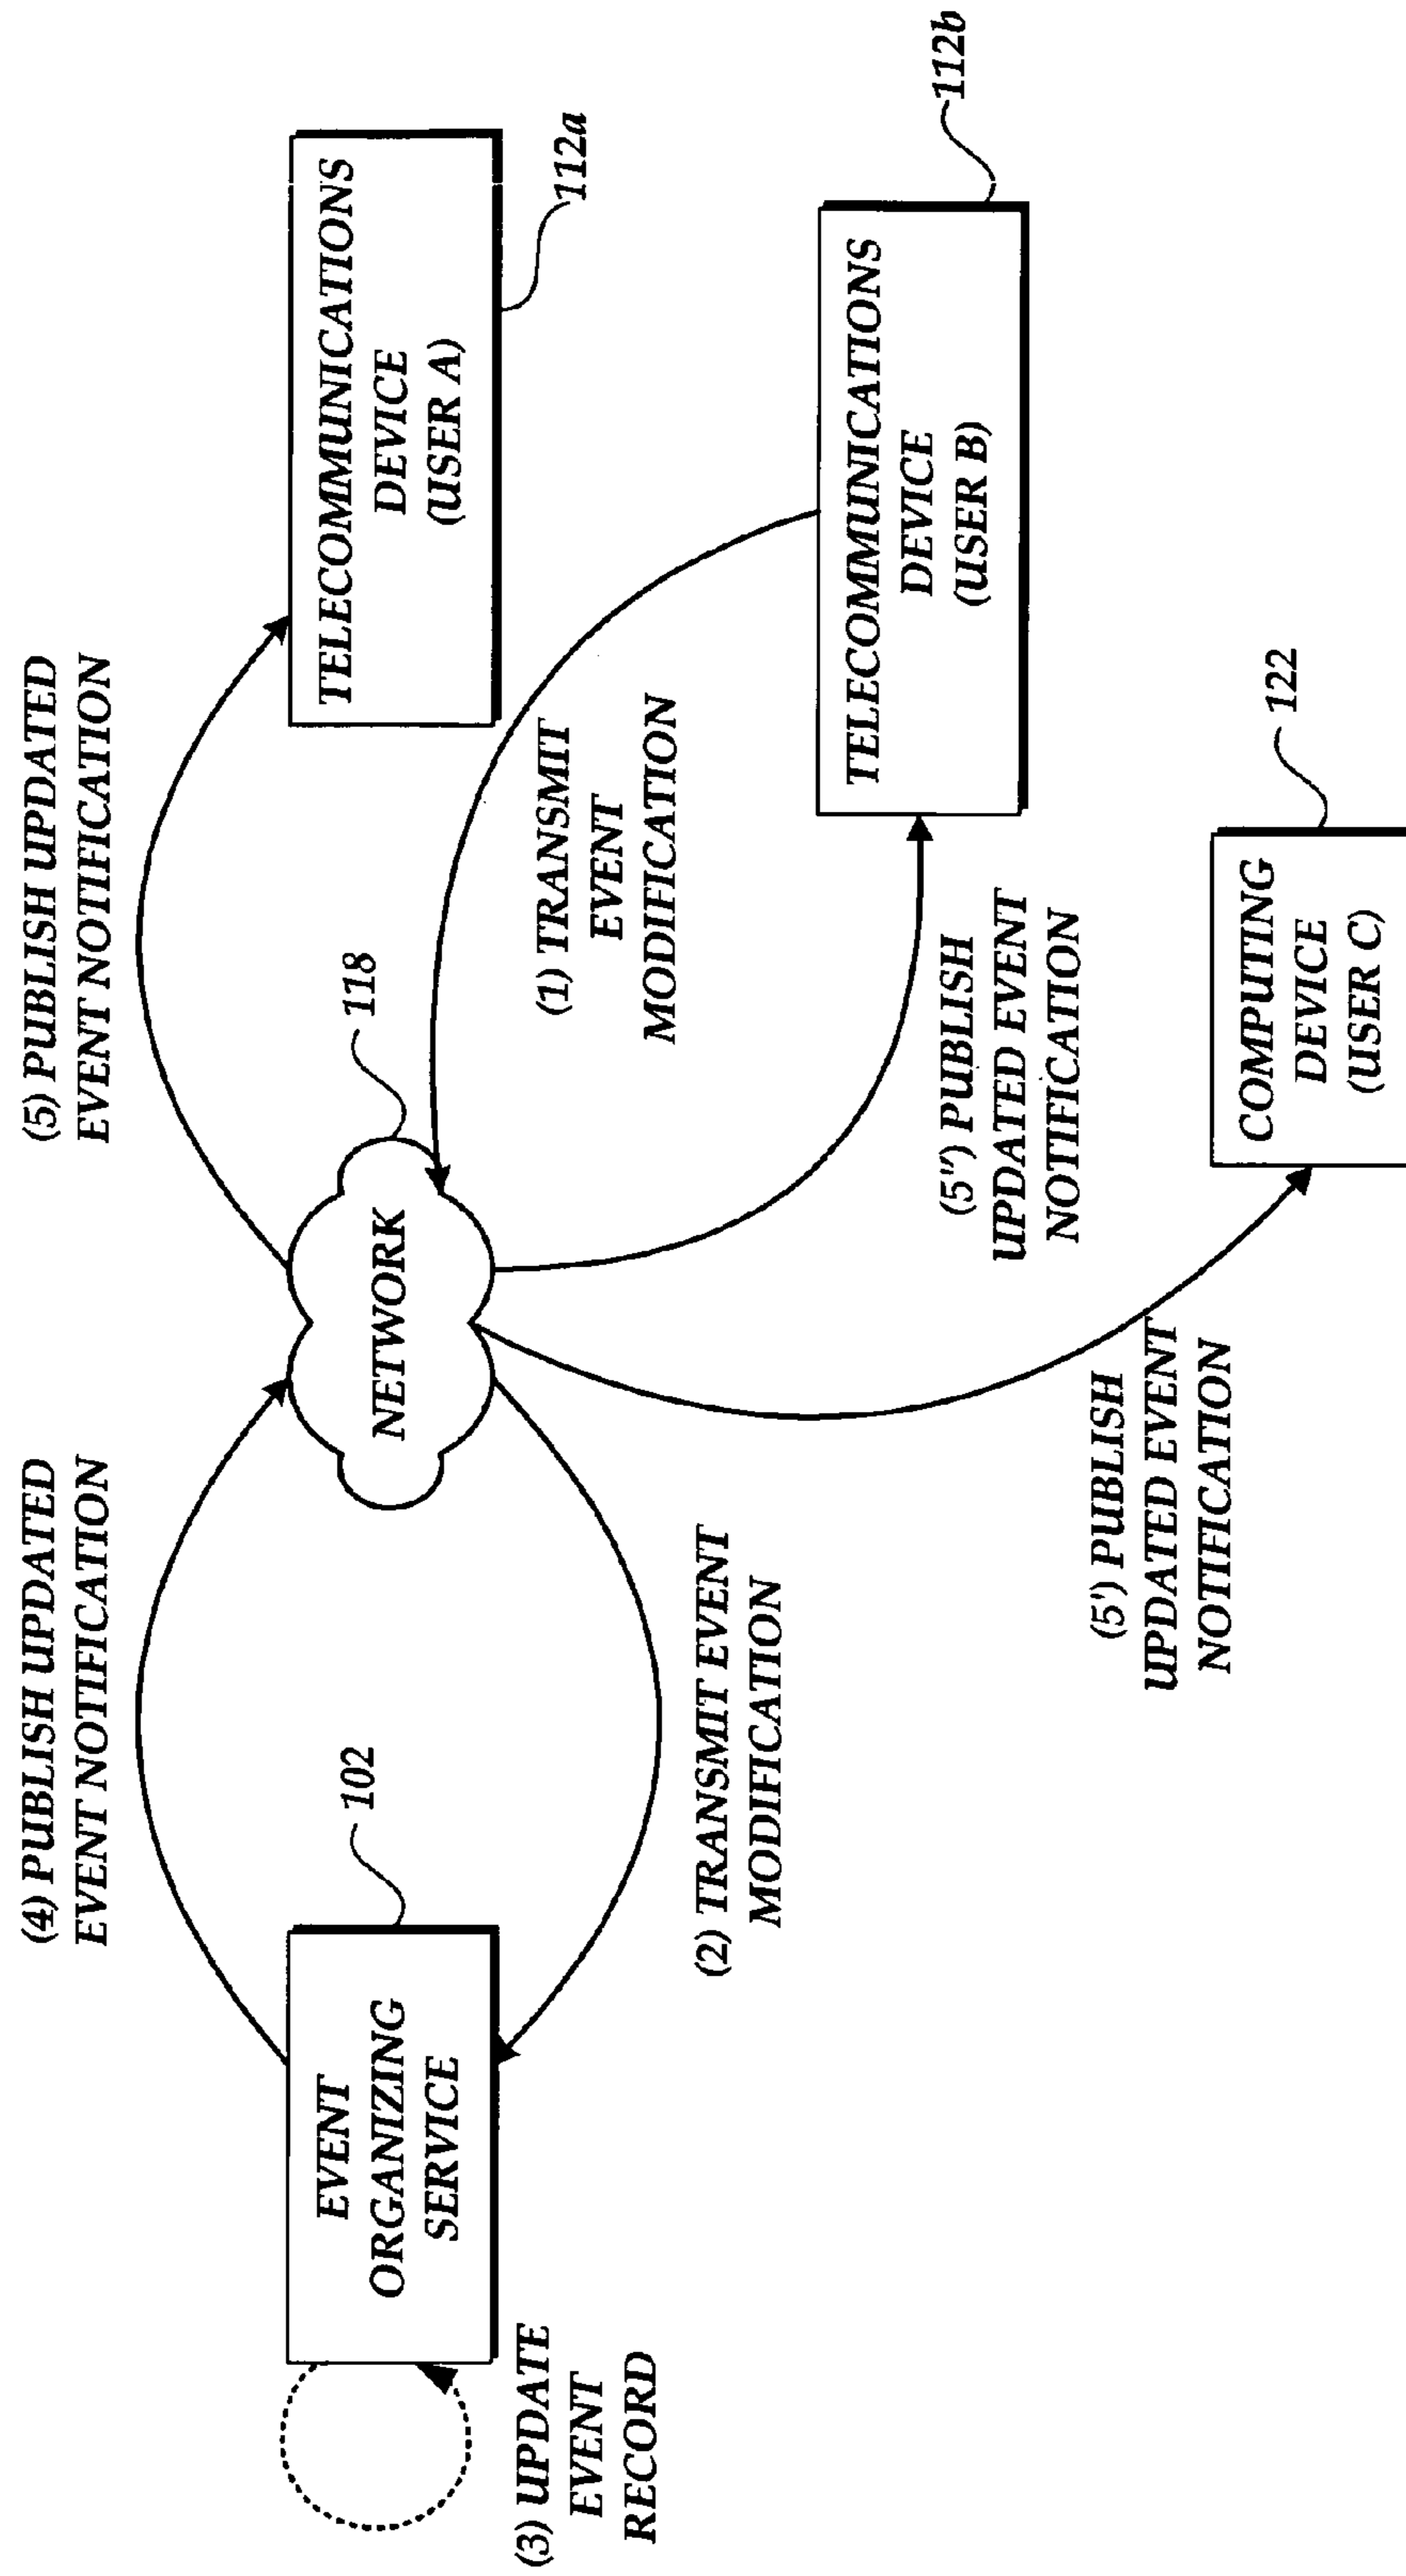 (4) PUBLISH UPDATED
EVENT NOTIFICATION
(5) PUBLISH UPDATED
EVENT NOTIFICATION
102
118
EVENT
ORGANIZING
SERVICE
NETWORK
TELECOMMUNICATIONS
DEVICE
(USER A)
112a
(3) UPDATE
EVENT
RECORD
(2) TRANSMIT EVENT
MODIFICATION
(1) TRANSMIT
EVENT
MODIFICATION
TELECOMMUNICATIONS
DEVICE
(USER B)
112b
(5'') PUBLISH
UPDATED EVENT
NOTIFICATION
(5') PUBLISH
UPDATED EVENT
NOTIFICATION
122
COMPUTING
DEVICE
(USER C)